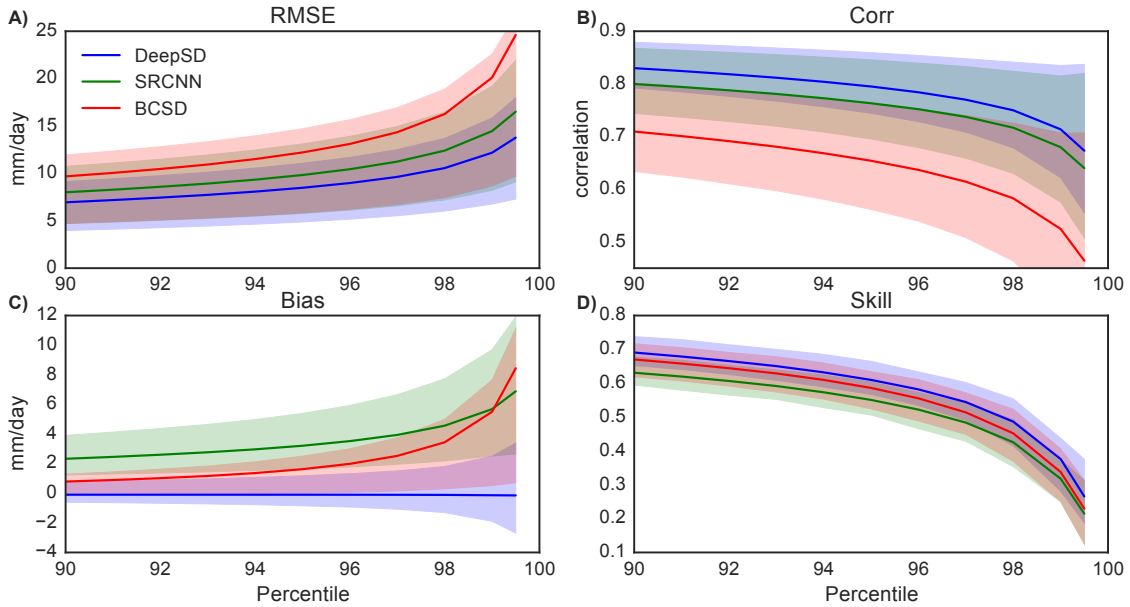 A) RMSE
mm/day
25
20
15
10
5
0
DeepSD
SRCNN
BCSD
90 92 94 96 98 100
B) Corr
correlation
0.9
0.8
0.7
0.6
0.5
90 92 94 96 98 100
C) Bias
mm/day
12
10
8
6
4
2
0
−2
−4
90 92 94 96 98 100
Percentile
D) Skill
0.8
0.7
0.6
0.5
0.4
0.3
0.2
0.1
90 92 94 96 98 100
Percentile